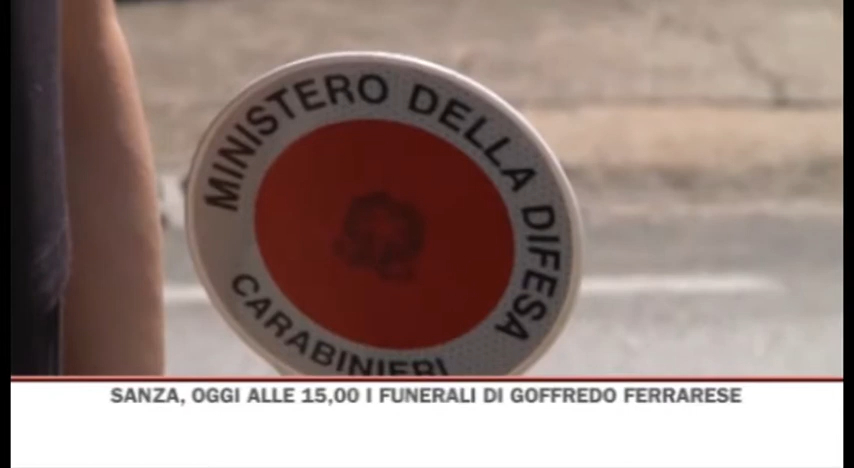 MINISTERO DELLA DIFESA
CARABINIERI
SANZA, OGGI ALLE 15,00 I FUNERALI DI GOFFREDO FERRARESE